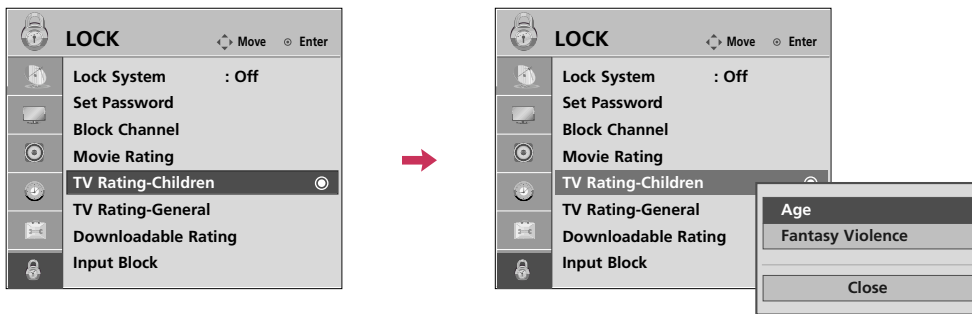 LOCK
Move Enter
Lock System : Off
Set Password
Block Channel
Movie Rating
TV Rating-Children
TV Rating-General
Downloadable Rating
Input Block
LOCK
Move Enter
Lock System : Off
Set Password
Block Channel
Movie Rating
TV Rating-Children
TV Rating-General
Downloadable Rating
Input Block
Age
Fantasy Violence
Close